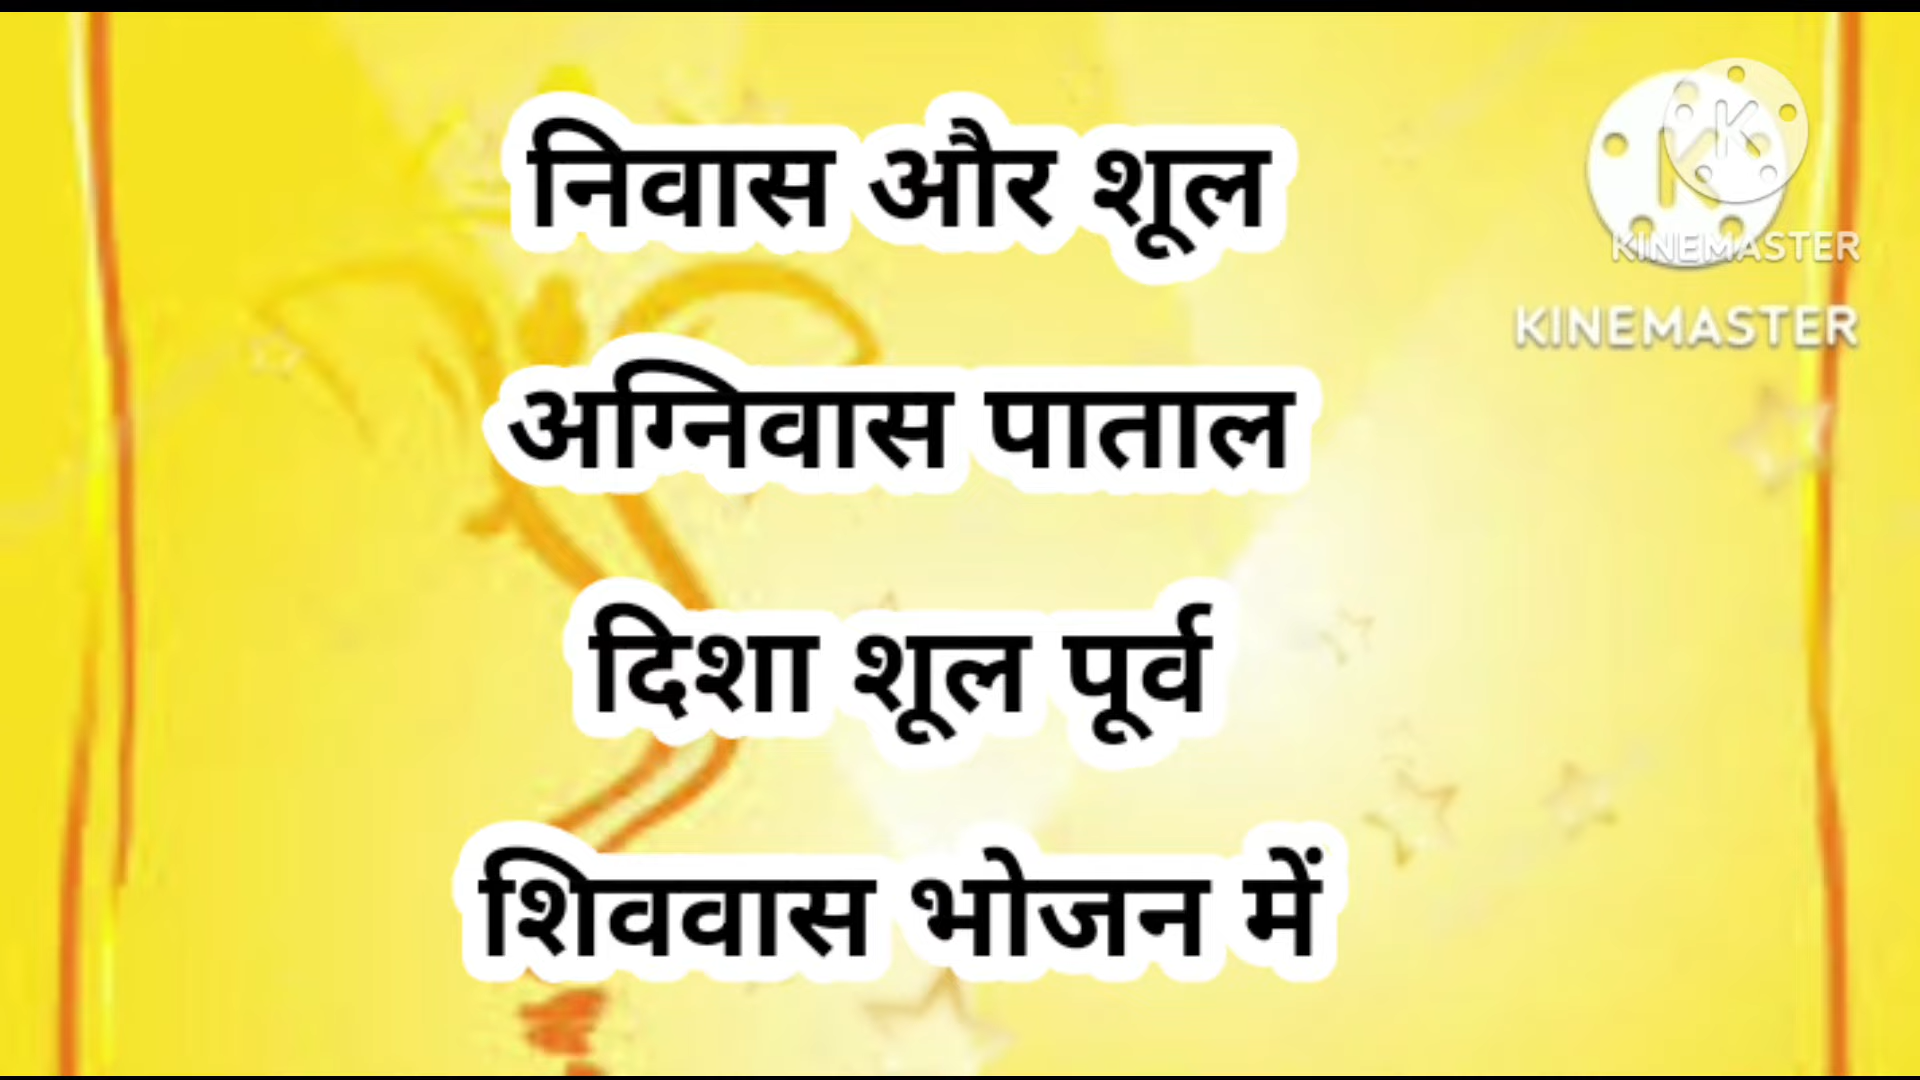 निवास और शूल
KINEMASTER
KINEMASTER
अग्निवास पाताल
दिशा शूल पूर्व
शिववास भोजन में